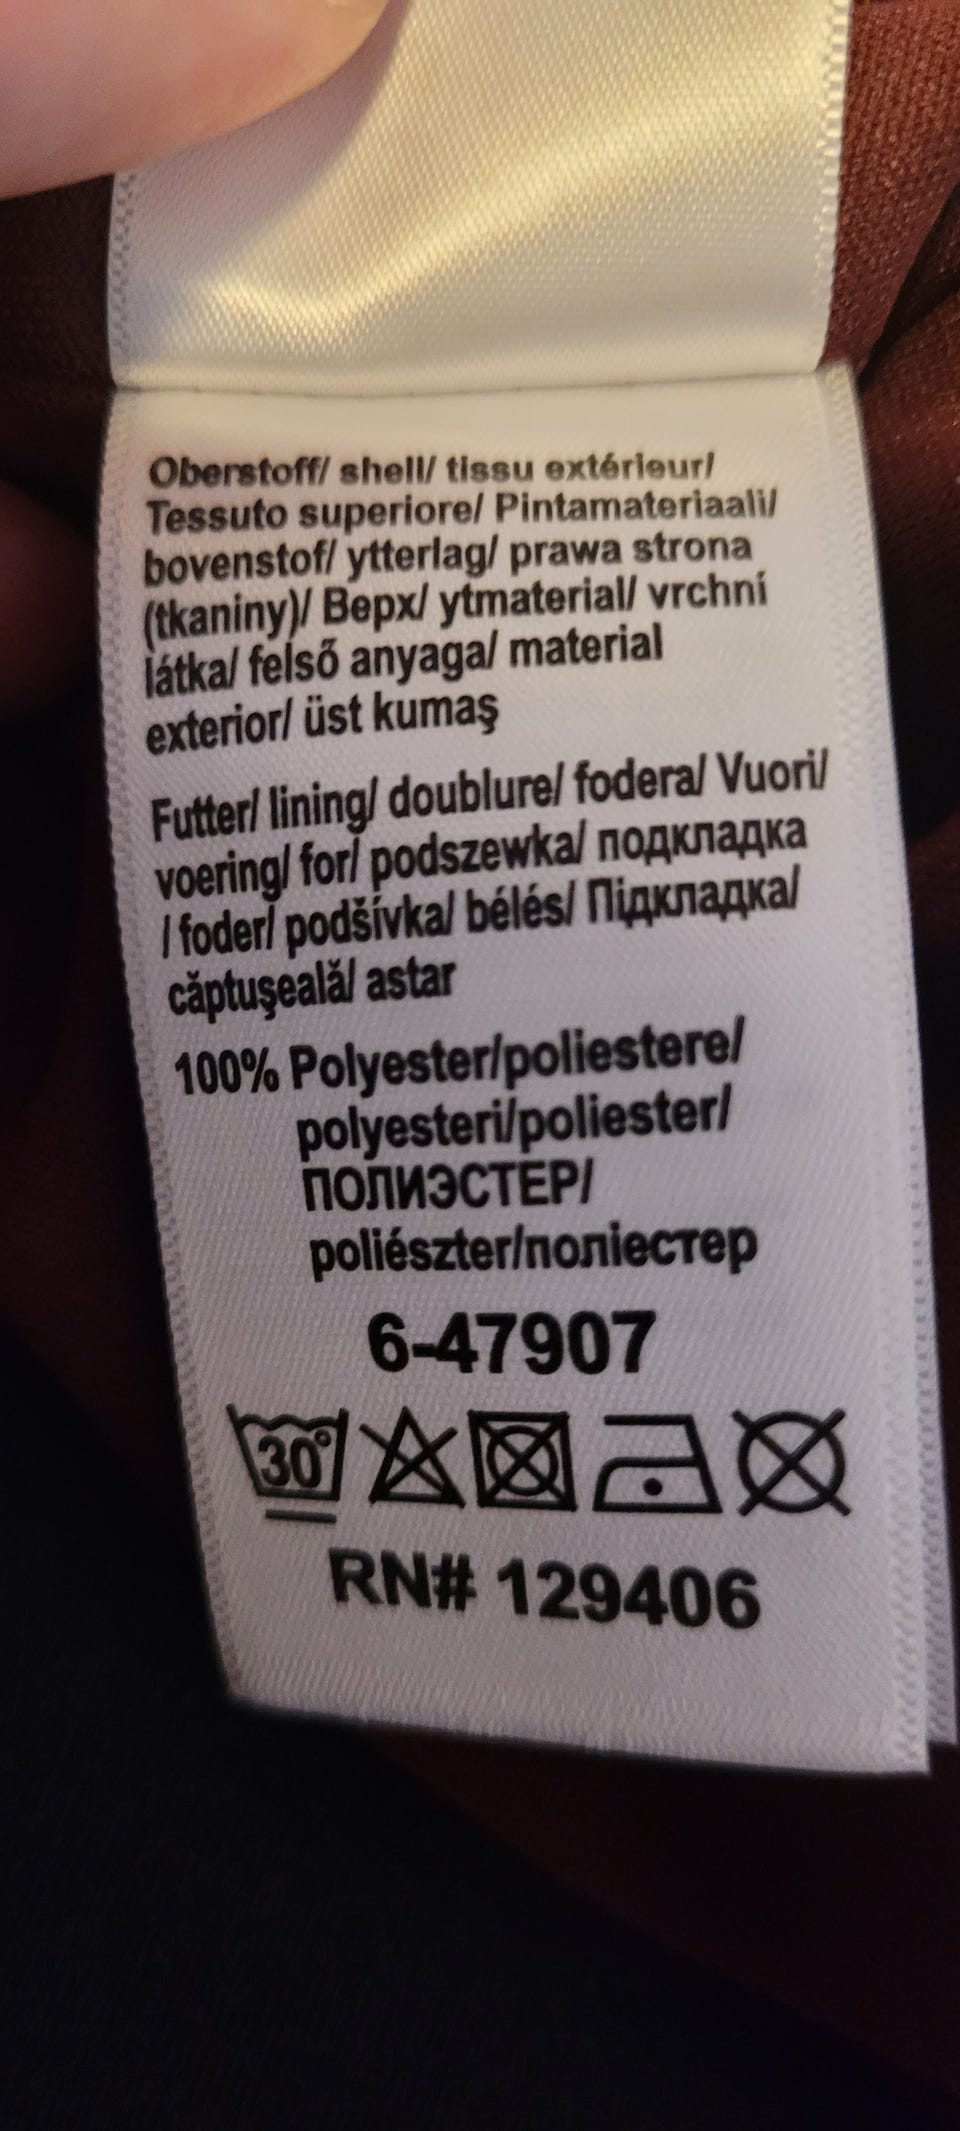 Oberstoff/ shell/ tissu extérieur/
Tessuto superiore/ Pintamateriaali/
bovenstof/ ytterlag/ prawa strona
(tkaniny)/ Верх/ ytmaterial/ vrchní
látka/ felső anyaga/ material
exterior/ üst kumaş
Futter/ lining/ doublure/ fodera/ Vuori/
voering/ for/ podszewka/ подкладка
/ foder/ podšívka/ bélés/ Підкладка/
căptuşeală/ astar
100% Polyester/poliestere/
polyesteri/poliester/
ПОЛИЭСТЕР/
poliészter/поліестер
6-47907
30°
RN# 129406